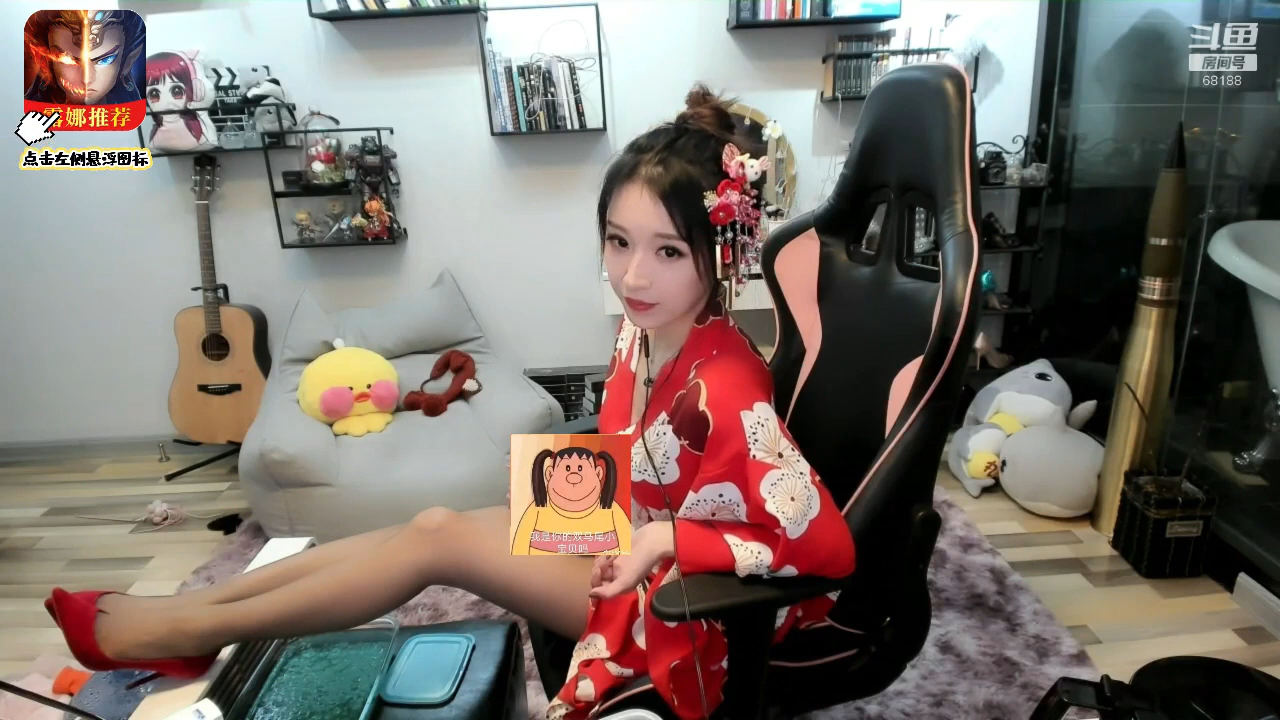 雪娜推荐
点击左侧悬浮图标
斗鱼
房间号
68188
我是你的双马尾小
宝贝吗